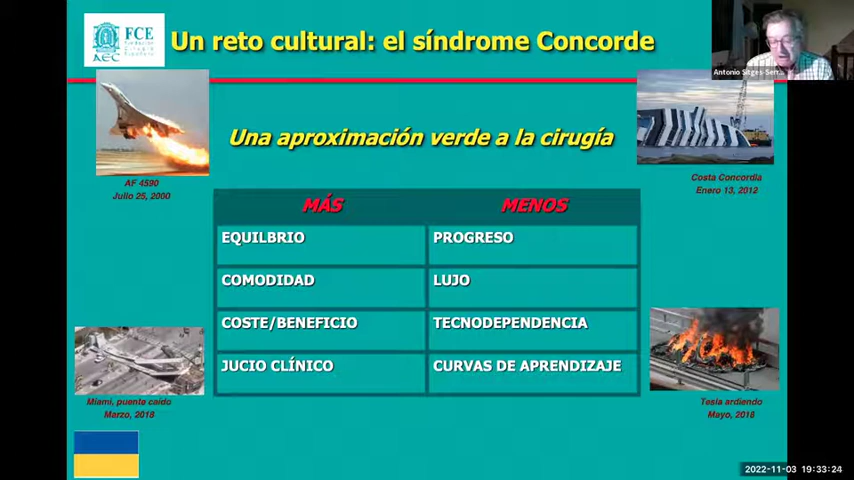 FCE
AEC
Un reto cultural: el síndrome Concorde
Antonio Sitges-Serr...
Una aproximación verde a la cirugía
AF 4590
Julio 25, 2000
Costa Concordia
Enero 13, 2012
MÁS MENOS
EQUILBRIO PROGRESO
COMODIDAD LUJO
COSTE/BENEFICIO TECNODEPENDENCIA
JUCIO CLÍNICO CURVAS DE APRENDIZAJE
Miami, puente caído
Marzo, 2018
Tesla ardiendo
Mayo, 2018
2022-11-03 19:33:24